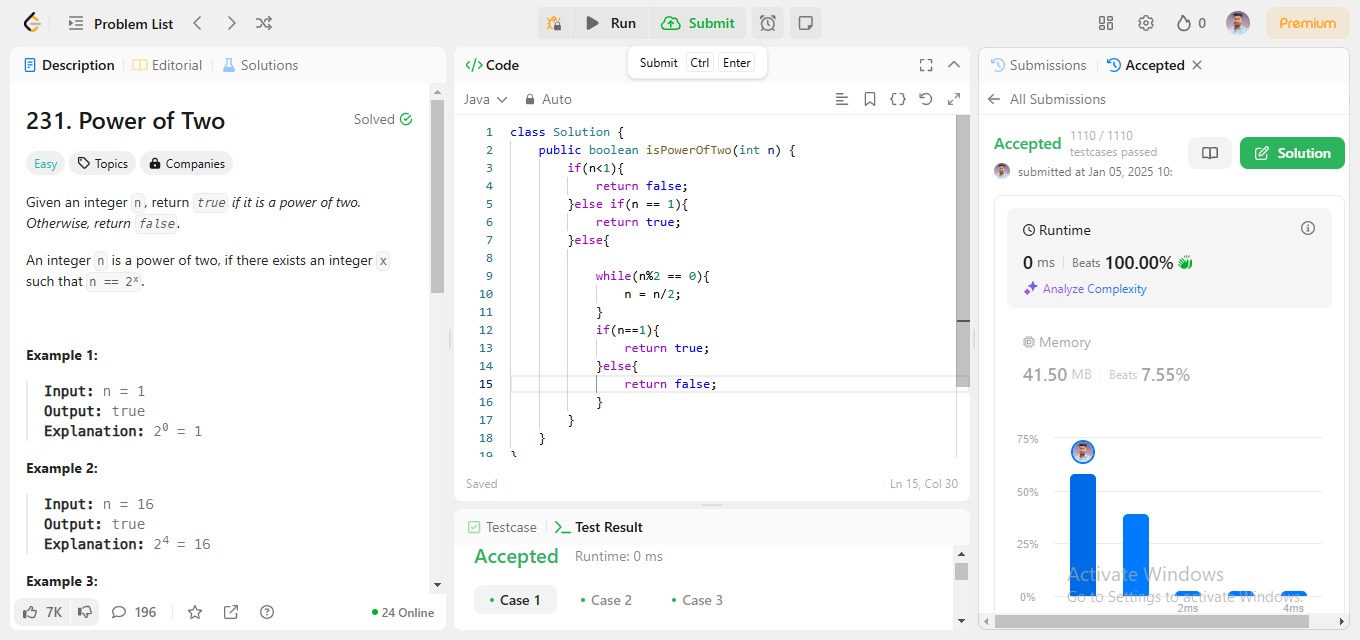 Problem List
Run
Submit
0
Premium
Description
Editorial
Solutions
231. Power of Two
Solved
Easy
Topics
Companies
Given an integer n, return true if it is a power of two.
Otherwise, return false.
An integer n is a power of two, if there exists an integer x
such that n == 2ˣ.
Example 1:
Input: n = 1
Output: true
Explanation: 2⁰ = 1
Example 2:
Input: n = 16
Output: true
Explanation: 2⁴ = 16
Example 3:
7K
196
24 Online
</> Code
Submit Ctrl Enter
Java
Auto
1 class Solution {
2 public boolean isPowerOfTwo(int n) {
3 if(n<1){
4 return false;
5 }else if(n == 1){
6 return true;
7 }else{
8
9 while(n%2 == 0){
10 n = n/2;
11 }
12 if(n==1){
13 return true;
14 }else{
15 return false;
16 }
17 }
18 }
19 }
Saved
Ln 15, Col 30
Testcase
Test Result
Accepted
Runtime: 0 ms
Case 1
Case 2
Case 3
Submissions
Accepted
All Submissions
Accepted
1110 / 1110
testcases passed
submitted at Jan 05, 2025 10:
Solution
Runtime
0 ms
Beats 100.00%
Analyze Complexity
Memory
41.50 MB
Beats 7.55%
75%
50%
25%
0%
2ms
4ms
Activate Windows
Go to Settings to activate Windows.